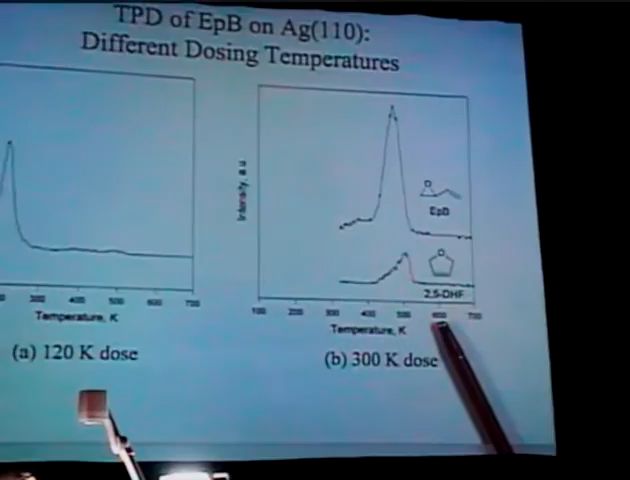 TPD of EpB on Ag(110):
Different Dosing Temperatures
Intensity, a.u.
O
EpB
O
2,5-DHF
300 400 500 600 700
100 200 300 400 500 600 700
Temperature, K
Temperature, K
(a) 120 K dose
(b) 300 K dose